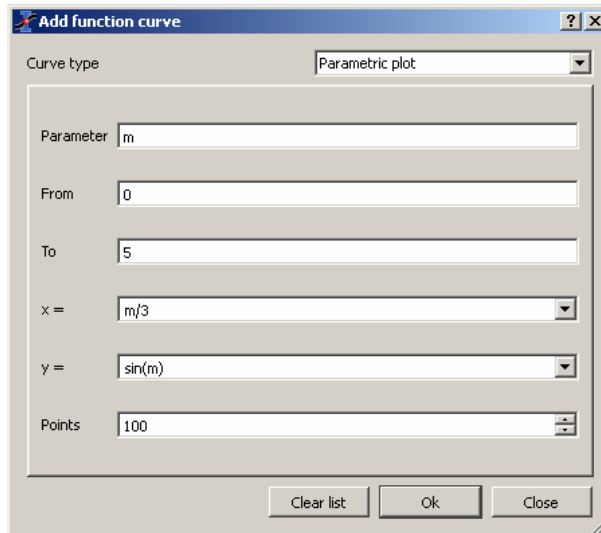 Add function curve
Curve type Parametric plot
Parameter m
From 0
To 5
x = m/3
y = sin(m)
Points 100
Clear list Ok Close